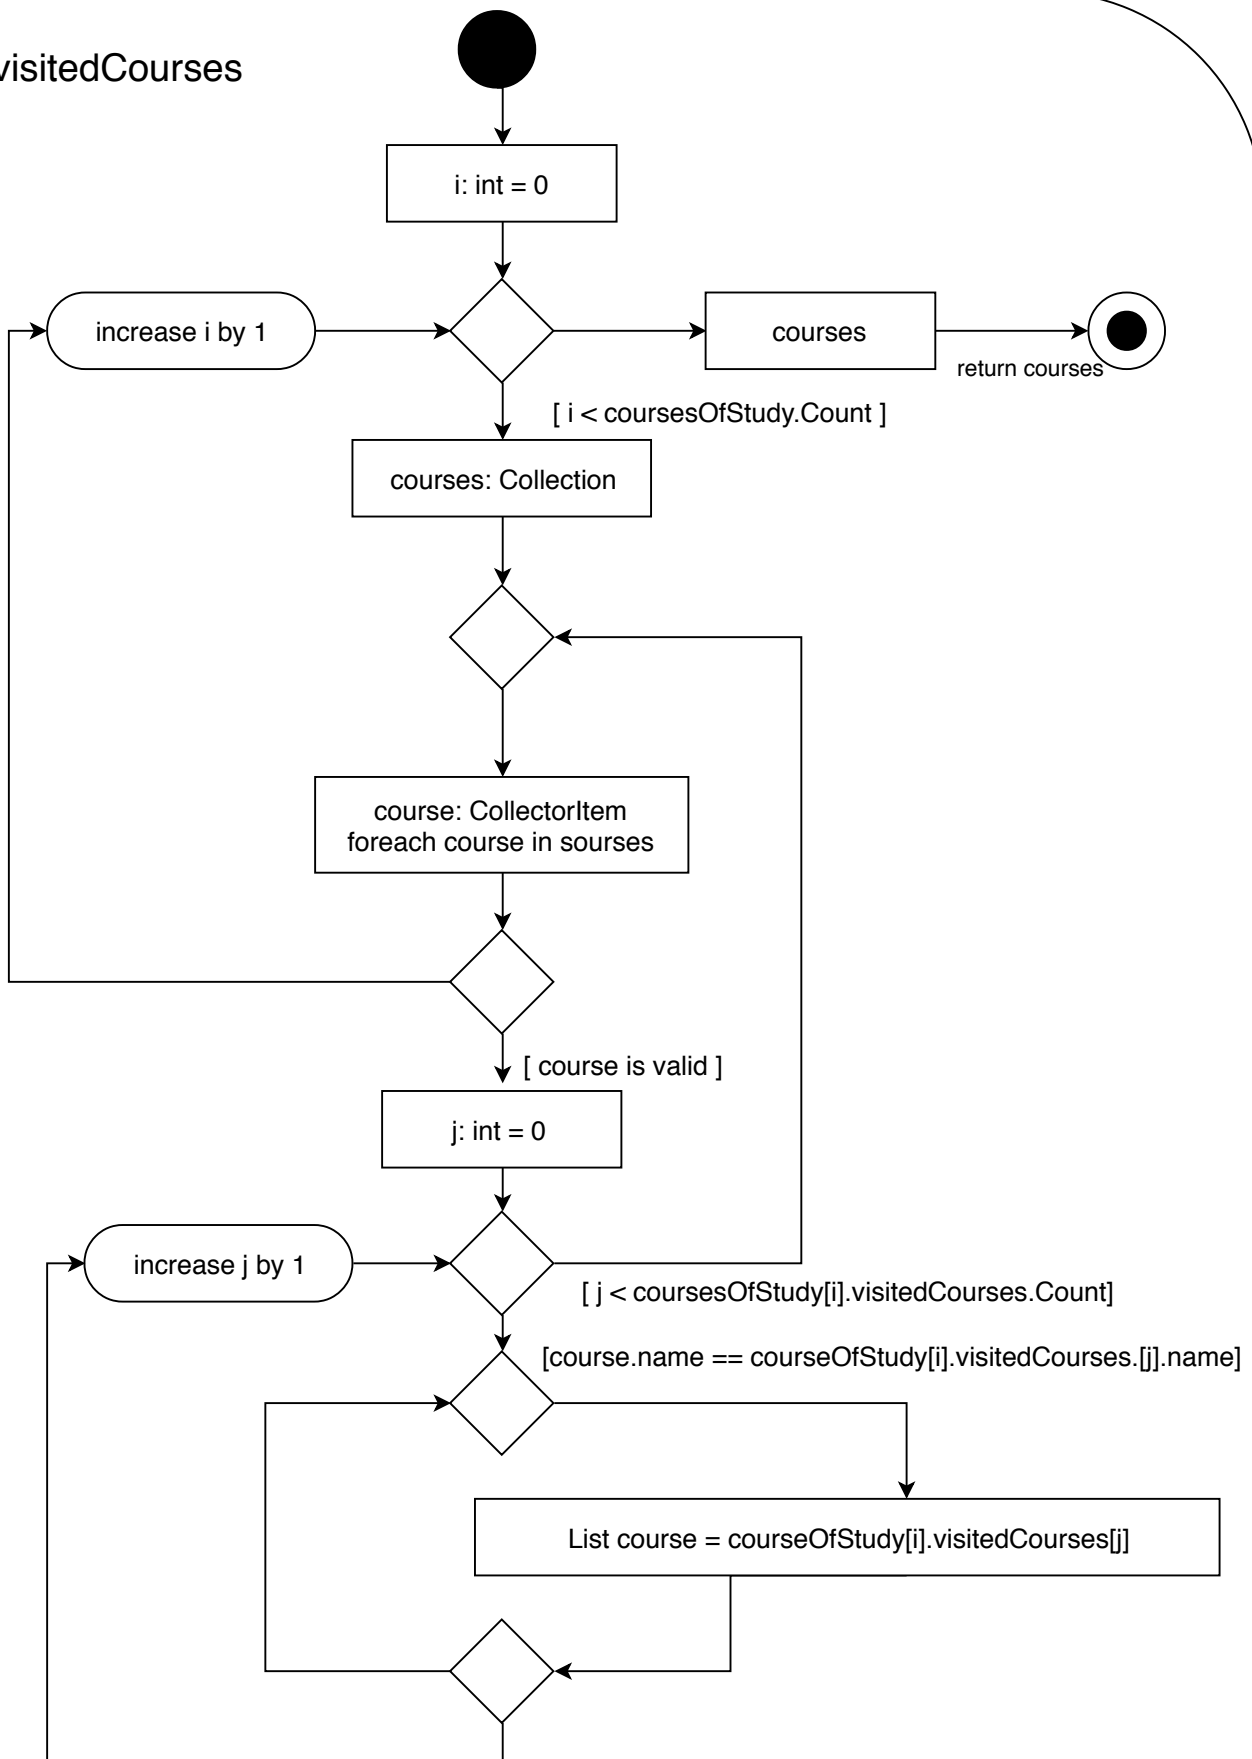 visitedCourses
i: int = 0
increase i by 1
courses
return courses
[ i < coursesOfStudy.Count ]
courses: Collection
course: CollectorItem
foreach course in sourses
[ course is valid ]
j: int = 0
increase j by 1
[ j < coursesOfStudy[i].visitedCourses.Count]
[course.name == courseOfStudy[i].visitedCourses.[j].name]
List course = courseOfStudy[i].visitedCourses[j]